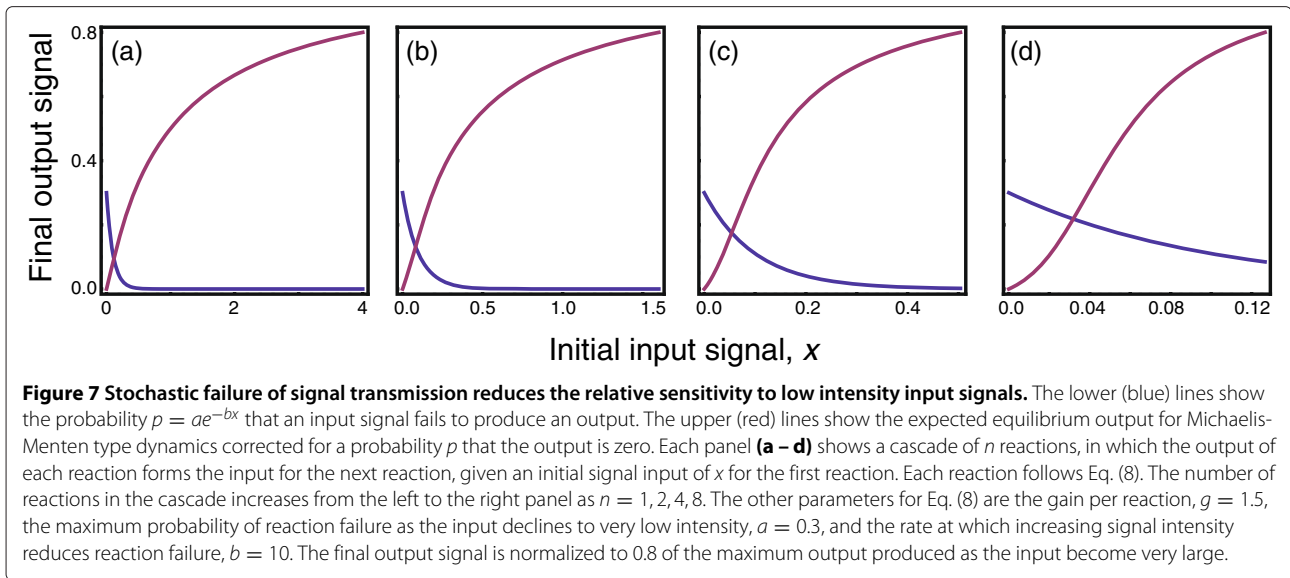 0.8
0.4
0.0
Final output signal
(a)
(b)
(c)
(d)
0 2 4
0.0 0.5 1.0 1.5
0.0 0.2 0.4
0.0 0.04 0.08 0.12
Initial input signal, x
Figure 7 Stochastic failure of signal transmission reduces the relative sensitivity to low intensity input signals. The lower (blue) lines show
the probability p = ae^{−bx} that an input signal fails to produce an output. The upper (red) lines show the expected equilibrium output for Michaelis-
Menten type dynamics corrected for a probability p that the output is zero. Each panel (a – d) shows a cascade of n reactions, in which the output of
each reaction forms the input for the next reaction, given an initial signal input of x for the first reaction. Each reaction follows Eq. (8). The number of
reactions in the cascade increases from the left to the right panel as n = 1, 2, 4, 8. The other parameters for Eq. (8) are the gain per reaction, g = 1.5,
the maximum probability of reaction failure as the input declines to very low intensity, a = 0.3, and the rate at which increasing signal intensity
reduces reaction failure, b = 10. The final output signal is normalized to 0.8 of the maximum output produced as the input become very large.